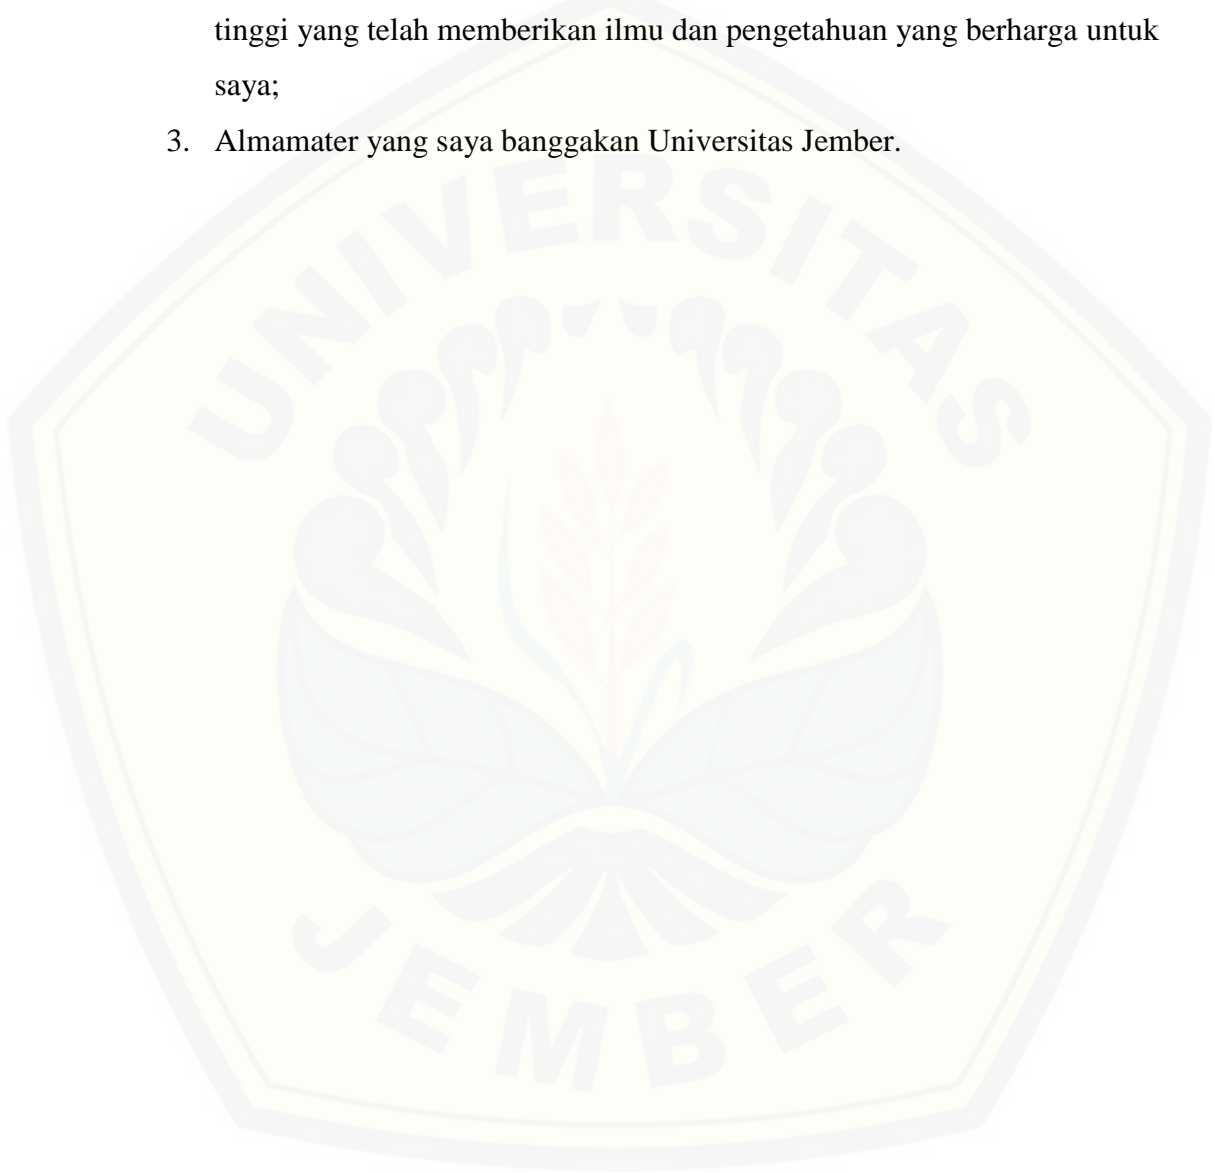 tinggi yang telah memberikan ilmu dan pengetahuan yang berharga untuk
saya;
3. Almamater yang saya banggakan Universitas Jember.
UNIVERSITAS
JEMBER